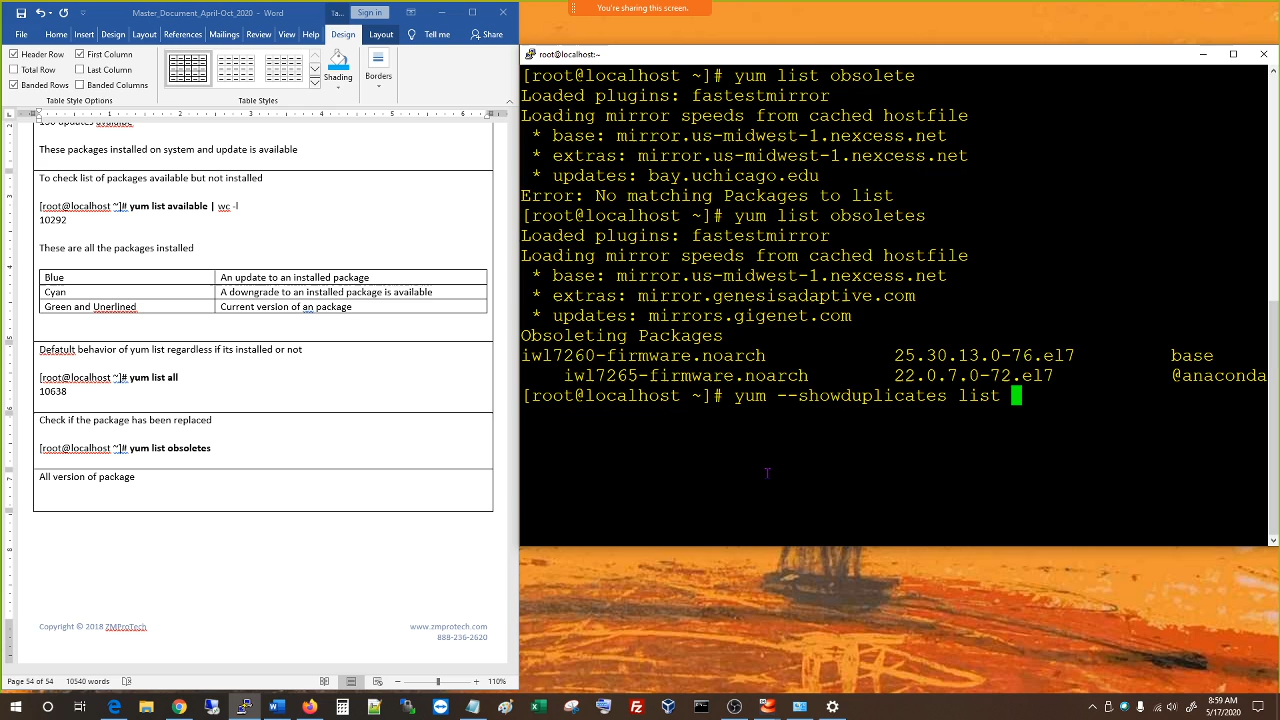 You're sharing this screen.
Master_Document_April-Oct_2020 - Word
Ta...
Sign in
File Home Insert Design Layout References Mailings Review View Help Design Layout Tell me Share
Header Row First Column
Total Row Last Column
Banded Rows Banded Columns
Shading
Borders
Table Style Options
Table Styles
These packages installed on system and update is available
To check list of packages available but not installed
[root@localhost ~]# yum list available | wc -l
10292
These are all the packages installed
Blue An update to an installed package
Cyan A downgrade to an installed package is available
Green and Unerlined Current version of an package
Defatult behavior of yum list regardless if its installed or not
[root@localhost ~]# yum list all
10638
Check if the package has been replaced
[root@localhost ~]# yum list obsoletes
All version of package
Copyright © 2018 ZMProTech
www.zmprotech.com
888-236-2620
Page 54 of 54 10540 words
110%
root@localhost:~
[root@localhost ~]# yum list obsolete
Loaded plugins: fastestmirror
Loading mirror speeds from cached hostfile
* base: mirror.us-midwest-1.nexcess.net
* extras: mirror.us-midwest-1.nexcess.net
* updates: bay.uchicago.edu
Error: No matching Packages to list
[root@localhost ~]# yum list obsoletes
Loaded plugins: fastestmirror
Loading mirror speeds from cached hostfile
* base: mirror.us-midwest-1.nexcess.net
* extras: mirror.genesisadaptive.com
* updates: mirrors.gigenet.com
Obsoleting Packages
iwl7260-firmware.noarch 25.30.13.0-76.el7 base
iwl7265-firmware.noarch 22.0.7.0-72.el7 @anaconda
[root@localhost ~]# yum --showduplicates list
8:59 AM
5/17/2020